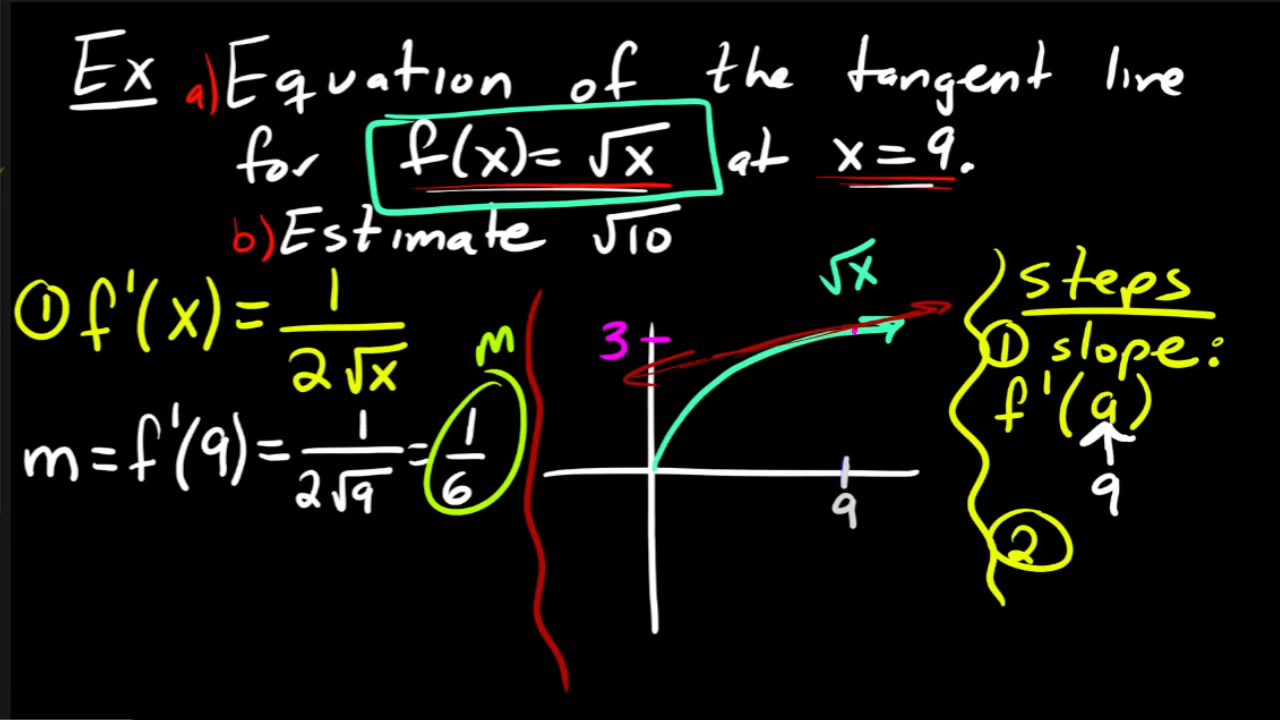 Ex a) Equation of the tangent line
for f(x) = √x at x = 9.
b) Estimate √10
① f'(x) = 1/(2√x)
m
m = f'(9) = 1/(2√9) = 1/6
√x
3
9
steps
① slope:
f'(a)
9
②